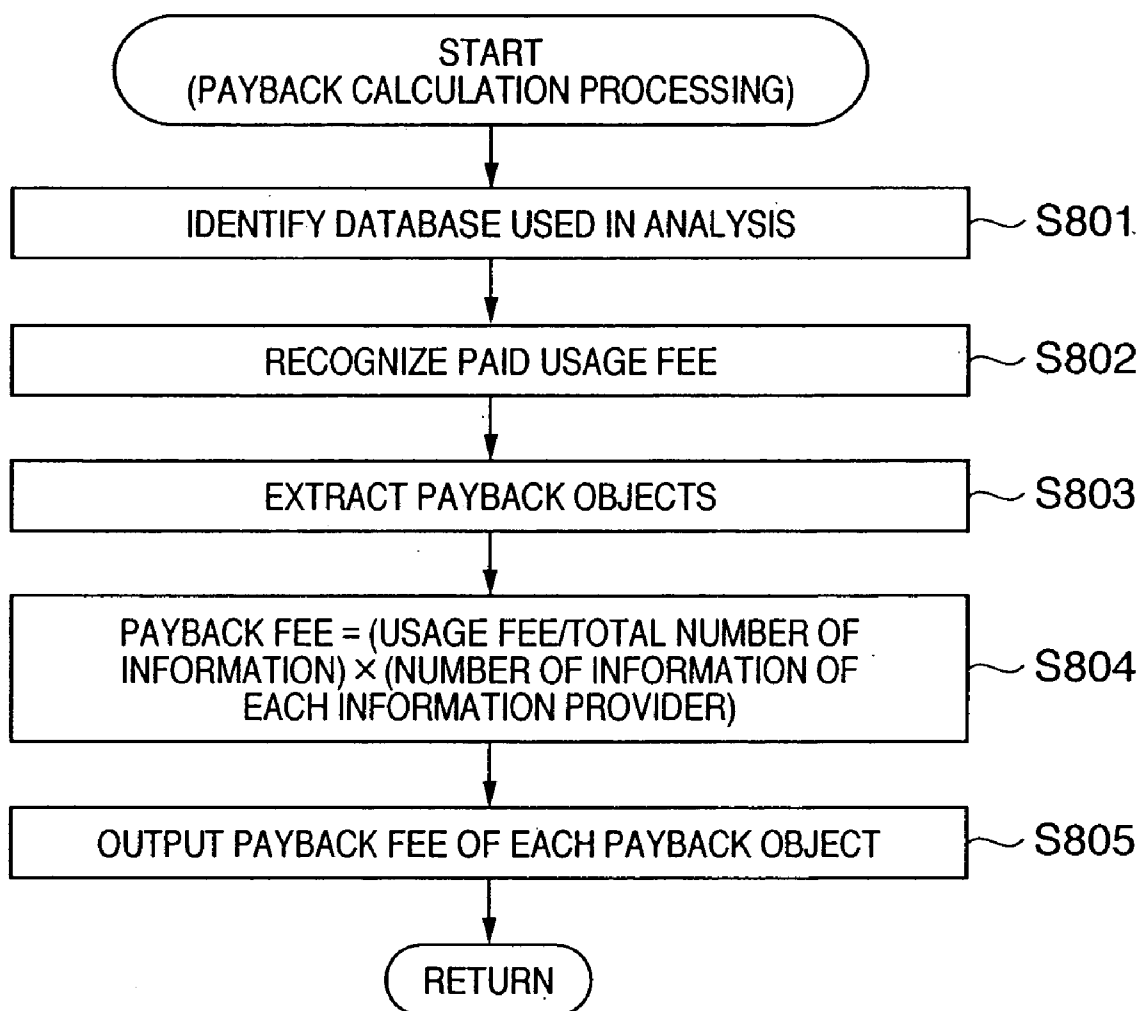 START
(PAYBACK CALCULATION PROCESSING)
IDENTIFY DATABASE USED IN ANALYSIS
S801
RECOGNIZE PAID USAGE FEE
S802
EXTRACT PAYBACK OBJECTS
S803
PAYBACK FEE = (USAGE FEE/TOTAL NUMBER OF
INFORMATION) × (NUMBER OF INFORMATION OF
EACH INFORMATION PROVIDER)
S804
OUTPUT PAYBACK FEE OF EACH PAYBACK OBJECT
S805
RETURN